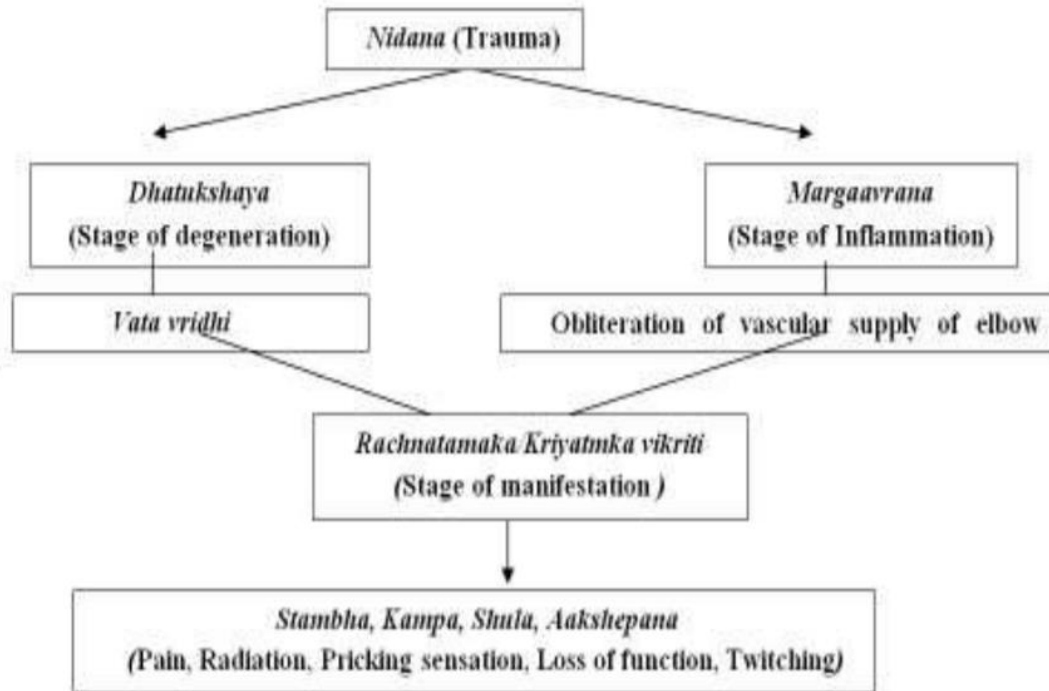 Nidana (Trauma)
Dhatukshaya
(Stage of degeneration)
Margaavrana
(Stage of Inflammation)
Vata vridhi
Obliteration of vascular supply of elbow
Rachnatamaka/Kriyatmka vikriti
(Stage of manifestation )
Stambha, Kampa, Shula, Aakshepana
(Pain, Radiation, Pricking sensation, Loss of function, Twitching)